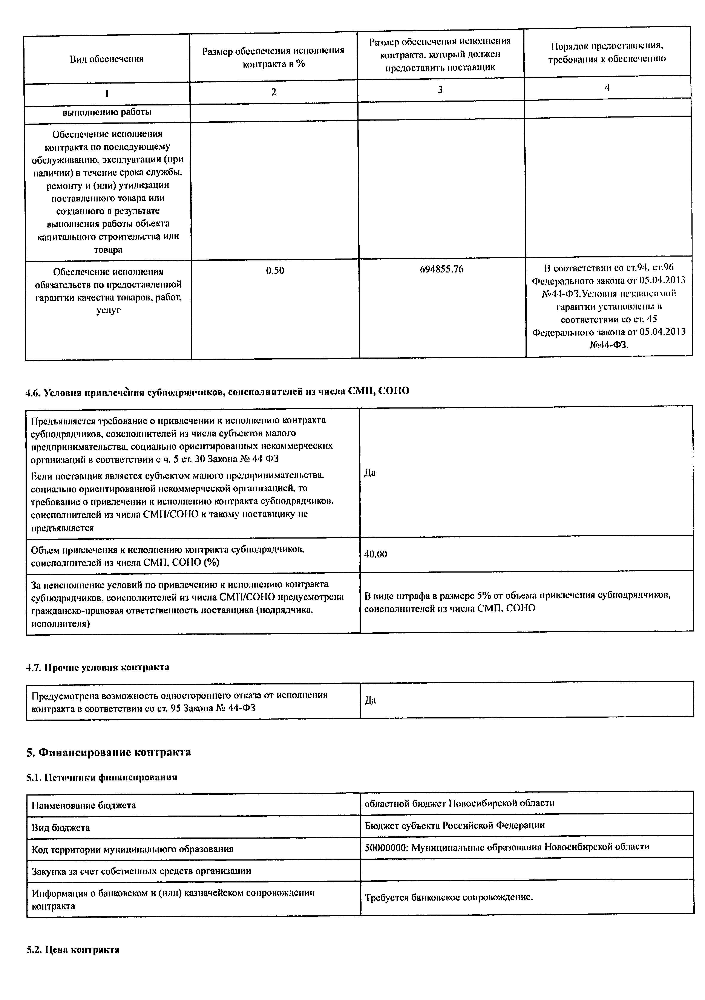 Вид обеспечения
Размер обеспечения исполнения
контракта в %
Размер обеспечения исполнения
контракта, который должен
предоставить поставщик
Порядок предоставления,
требования к обеспечению
1
2
3
4
выполнению работы
Обеспечение исполнения
контракта по последующему
обслуживанию, эксплуатации (при
наличии) в течение срока службы,
ремонту и (или) утилизации
поставленного товара или
созданного в результате
выполнения работы объекта
капитального строительства или
товара
Обеспечение исполнения
обязательств по предоставленной
гарантии качества товаров, работ,
услуг
0.50
694855.76
В соответствии со ст.94, ст.96
Федерального закона от 05.04.2013
№44-ФЗ.Условия независимой
гарантии установлены в
соответствии со ст. 45
Федерального закона от 05.04.2013
№44-ФЗ.
4.6. Условия привлечения субподрядчиков, соисполнителей из числа СМП, СОНО
Предъявляется требование о привлечении к исполнению контракта
субподрядчиков, соисполнителей из числа субъектов малого
предпринимательства, социально ориентированных некоммерческих
организаций в соответствии с ч. 5 ст. 30 Закона № 44 ФЗ
Если поставщик является субъектом малого предпринимательства,
социально ориентированной некоммерческой организацией, то
требование о привлечении к исполнению контракта субподрядчиков,
соисполнителей из числа СМП/СОНО к такому поставщику не
предъявляется
Да
Объем привлечения к исполнению контракта субподрядчиков,
соисполнителей из числа СМП, СОНО (%)
40.00
За неисполнение условий по привлечению к исполнению контракта
субподрядчиков, соисполнителей из числа СМП/СОНО предусмотрена
гражданско-правовая ответственность поставщика (подрядчика,
исполнителя)
В виде штрафа в размере 5% от объема привлечения субподрядчиков,
соисполнителей из числа СМП, СОНО
4.7. Прочие условия контракта
Предусмотрена возможность одностороннего отказа от исполнения
контракта в соответствии со ст. 95 Закона № 44-ФЗ
Да
5. Финансирование контракта
5.1. Источники финансирования
Наименование бюджета
областной бюджет Новосибирской области
Вид бюджета
Бюджет субъекта Российской Федерации
Код территории муниципального образования
50000000: Муниципальные образования Новосибирской области
Закупка за счет собственных средств организации
Информация о банковском и (или) казначейском сопровождении
контракта
Требуется банковское сопровождение.
5.2. Цена контракта